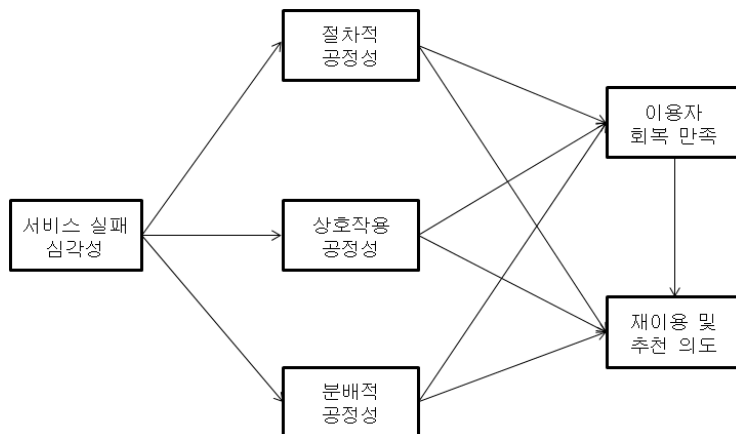 절차적
공정성
이용자
회복 만족
서비스 실패
심각성
상호작용
공정성
재이용 및
추천 의도
분배적
공정성